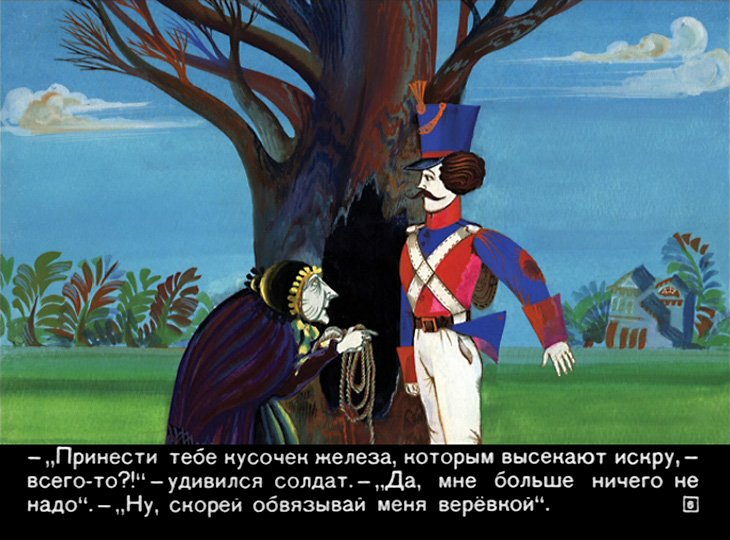 –„Принести тебе кусочек железа, которым высекают искру,–
всего-то?!“–удивился солдат.–„Да, мне больше ничего не
надо“.–„Ну, скорей обвязывай меня верёвкой“. 6